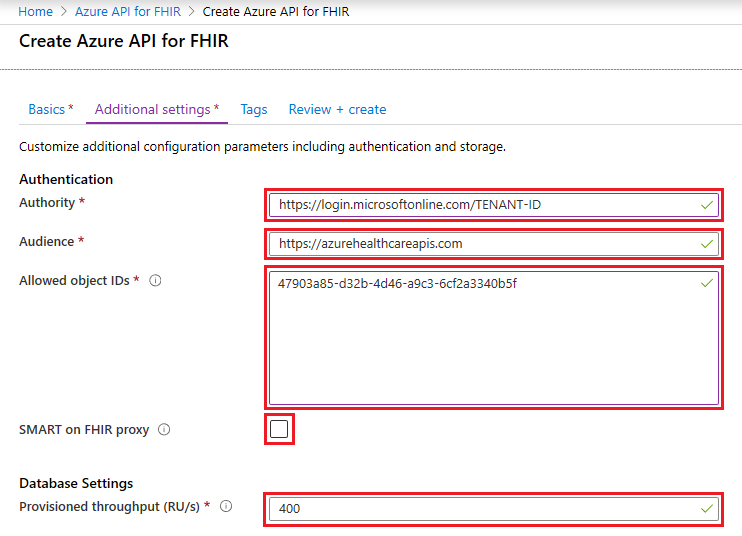 Home > Azure API for FHIR > Create Azure API for FHIR
Create Azure API for FHIR
Basics * Additional settings * Tags Review + create
Customize additional configuration parameters including authentication and storage.
Authentication
Authority * https://login.microsoftonline.com/TENANT-ID
Audience * https://azurehealthcareapis.com
Allowed object IDs * 47903a85-d32b-4d46-a9c3-6cf2a3340b5f
SMART on FHIR proxy
Database Settings
Provisioned throughput (RU/s) * 400